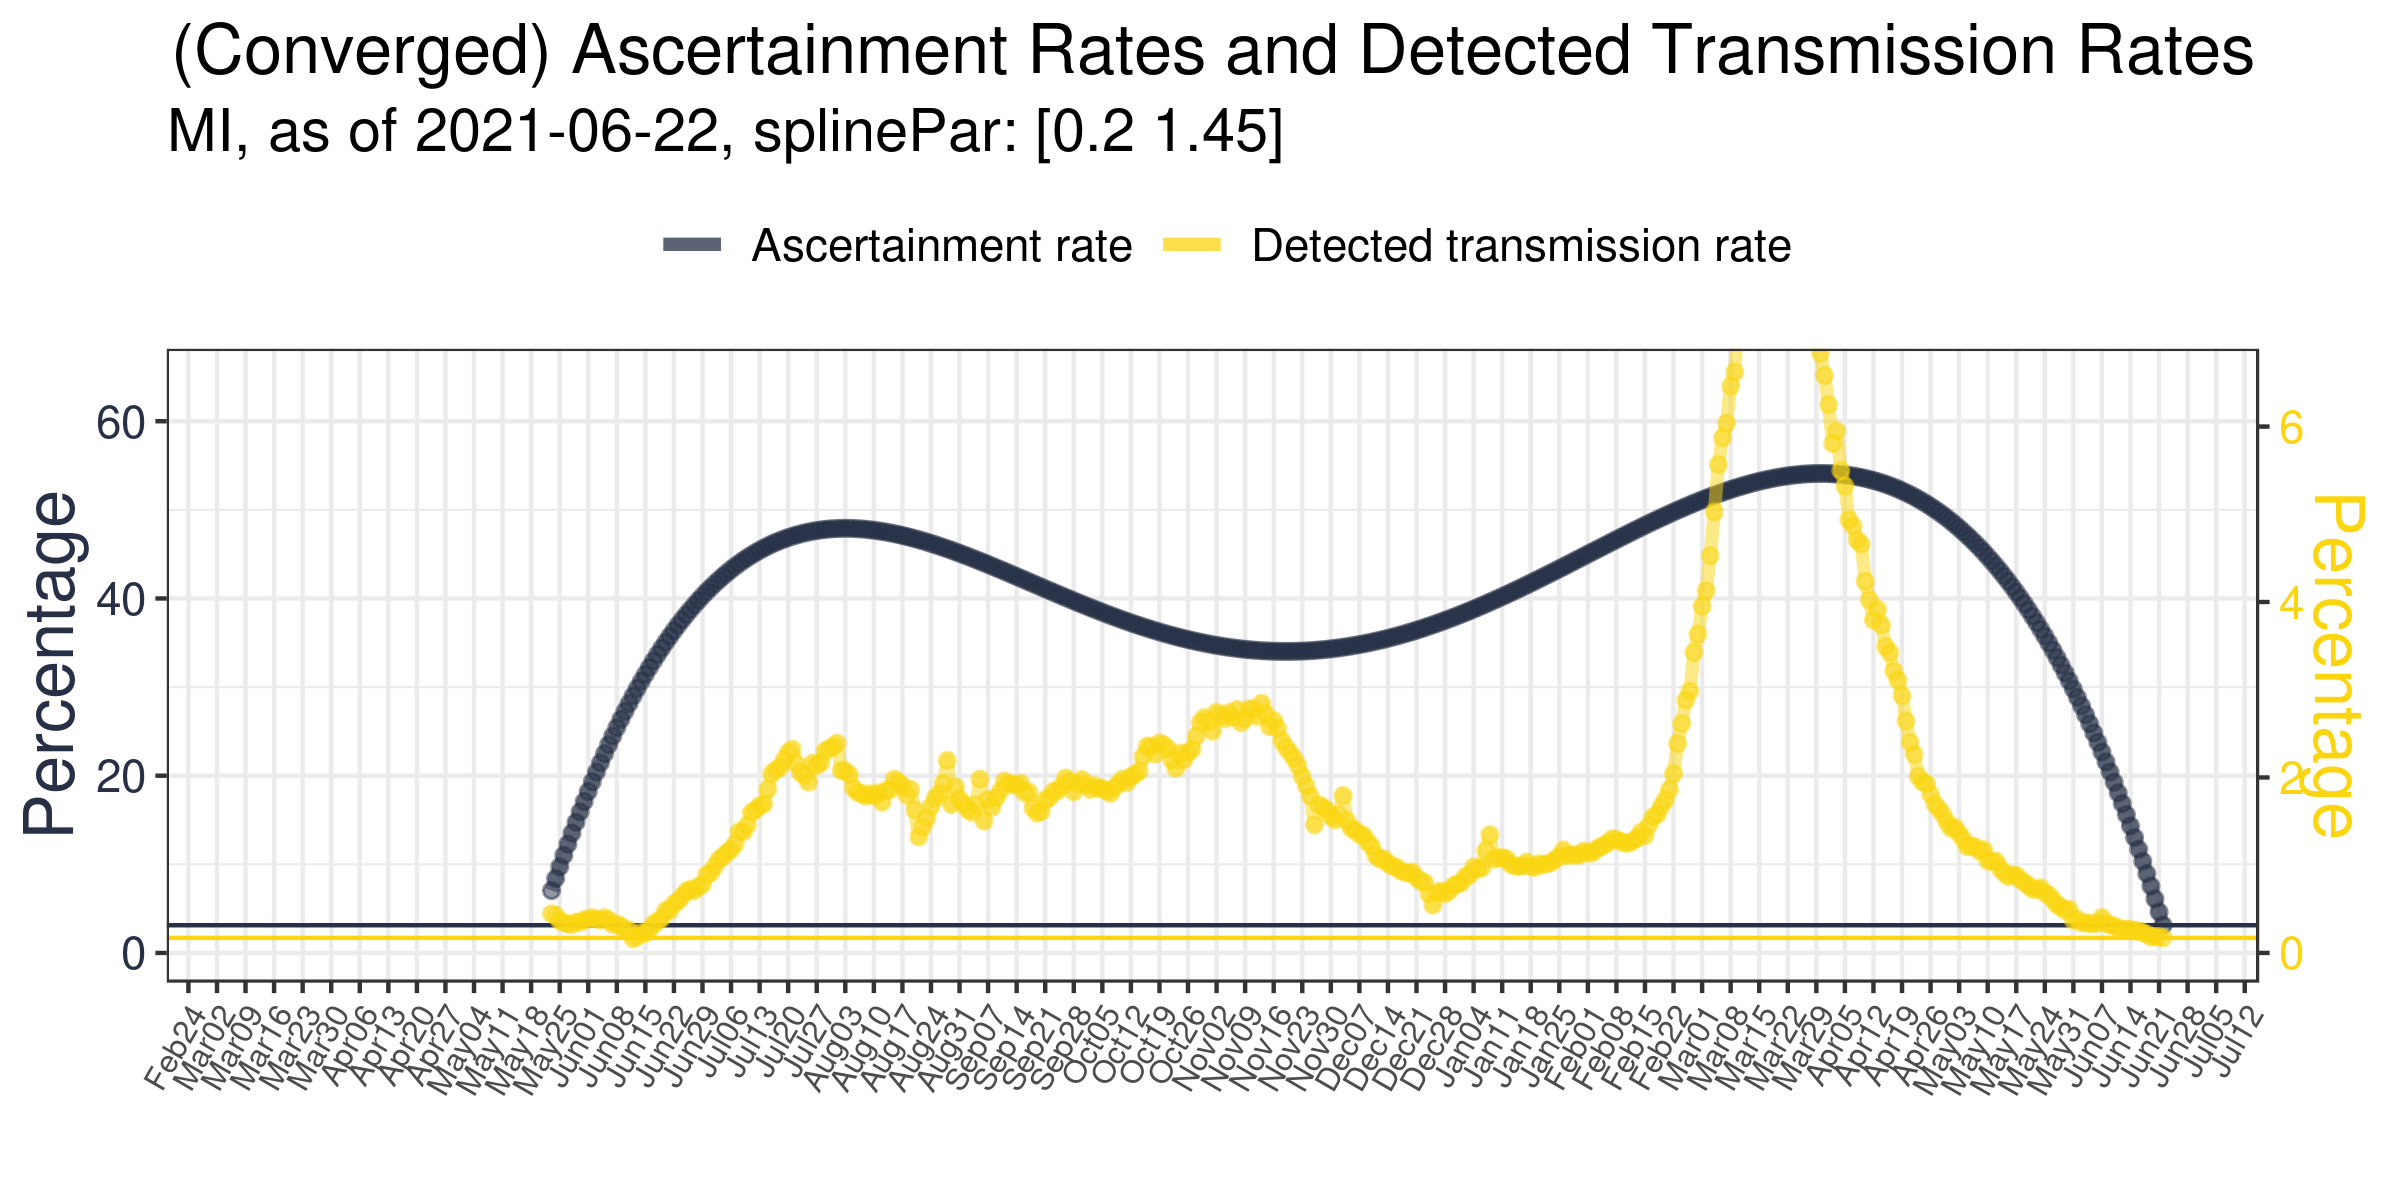 (Converged) Ascertainment Rates and Detected Transmission Rates
MI, as of 2021-06-22, splinePar: [0.2 1.45]
Ascertainment rate Detected transmission rate
Percentage
60
40
20
0
6
4
2
0
Percentage
Feb24 Mar02 Mar09 Mar16 Mar23 Mar30 Apr06 Apr13 Apr20 Apr27 May04 May11 May18 May25 Jun01 Jun08 Jun15 Jun22 Jun29 Jul06 Jul13 Jul20 Jul27 Aug03 Aug10 Aug17 Aug24 Aug31 Sep07 Sep14 Sep21 Sep28 Oct05 Oct12 Oct19 Oct26 Nov02 Nov09 Nov16 Nov23 Nov30 Dec07 Dec14 Dec21 Dec28 Jan04 Jan11 Jan18 Jan25 Feb01 Feb08 Feb15 Feb22 Mar01 Mar08 Mar15 Mar22 Mar29 Apr05 Apr12 Apr19 Apr26 May03 May10 May17 May24 May31 Jun07 Jun14 Jun21 Jun28 Jul05 Jul12